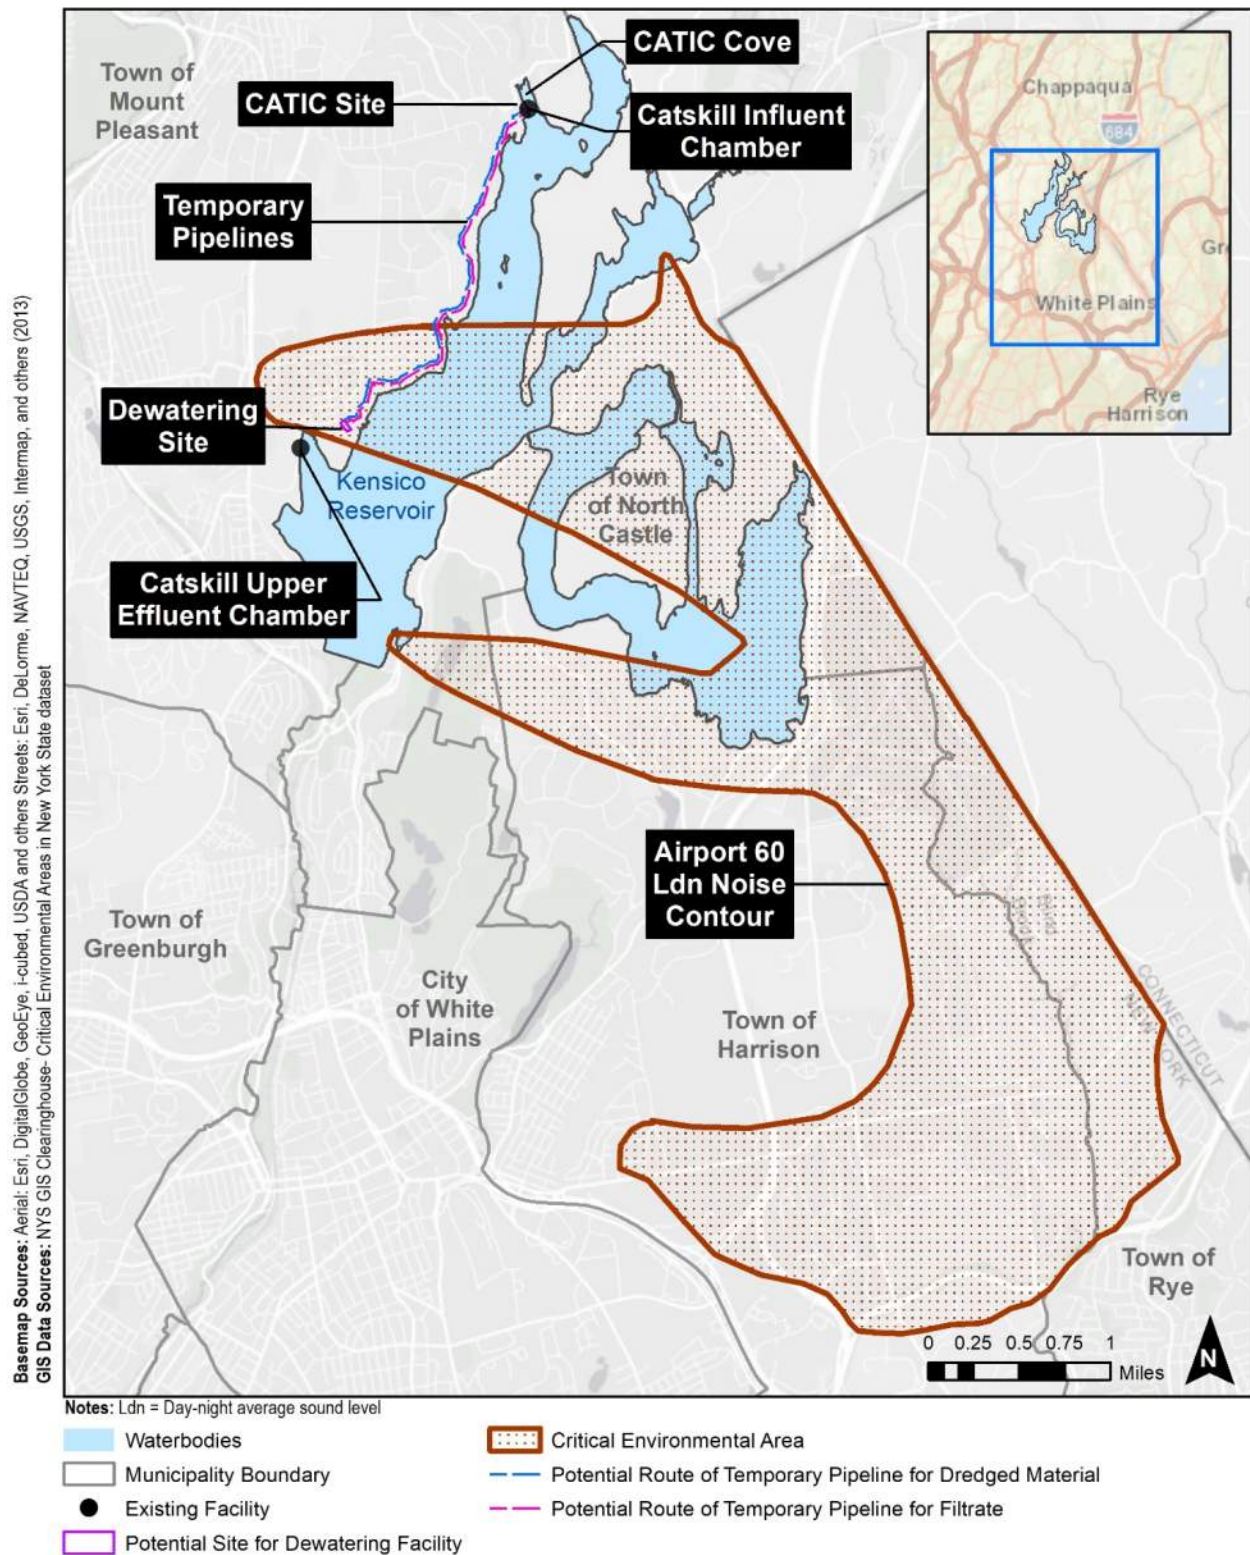 Town of
Mount
Pleasant
CATIC Cove
CATIC Site
Catskill Influent
Chamber
Temporary
Pipelines
Chappaqua
684
White Plains
Rye
Harrison
Dewatering
Site
Kensico
Reservoir
Town
of North
Castle
Catskill Upper
Effluent Chamber
Airport 60
Ldn Noise
Contour
Town of
Greenburgh
City
of White
Plains
Town of
Harrison
CONNECTICUT
NEW YORK
Town of
Rye
0 0.25 0.5 0.75 1
Miles
N
Basemap Sources: Aerial: Esri, DigitalGlobe, GeoEye, i-cubed, USDA and others Streets: Esri, DeLorme, NAVTEQ, USGS, Intermap, and others (2013)
GIS Data Sources: NYS GIS Clearinghouse- Critical Environmental Areas in New York State dataset
Notes: Ldn = Day-night average sound level
Waterbodies
Municipality Boundary
Existing Facility
Potential Site for Dewatering Facility
Critical Environmental Area
Potential Route of Temporary Pipeline for Dredged Material
Potential Route of Temporary Pipeline for Filtrate